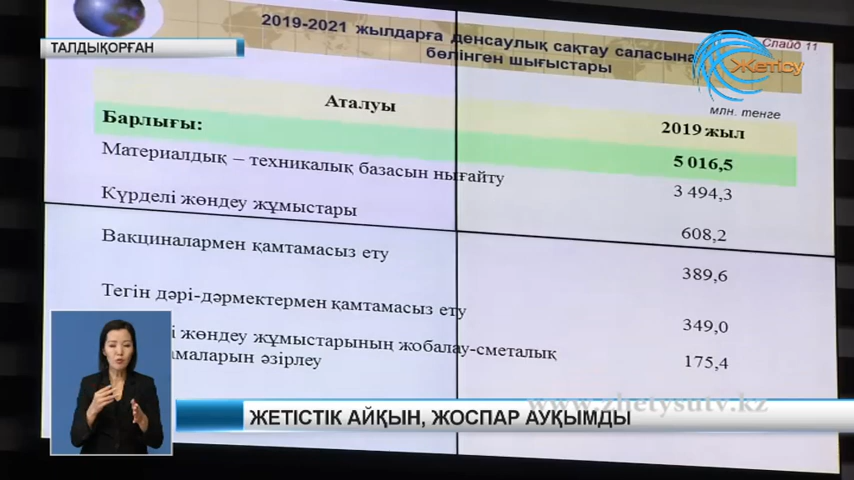 ТАЛДЫҚОРҒАН
2019-2021 жылдарға денсаулық сақтау саласына
бөлінген шығыстары
Слайд 11
Жетісу
млн. тенге
Аталуы
2019 жыл
Барлығы:
5 016,5
Материалдық – техникалық базасын нығайту
3 494,3
Күрделі жөндеу жұмыстары
608,2
Вакциналармен қамтамасыз ету
389,6
Тегін дәрі-дәрмектермен қамтамасыз ету
349,0
жөндеу жұмыстарының жобалау-сметалық
175,4
әзірлеу
www.zhetysutv.kz
ЖЕТІСТІК АЙҚЫН, ЖОСПАР АУҚЫМДЫ